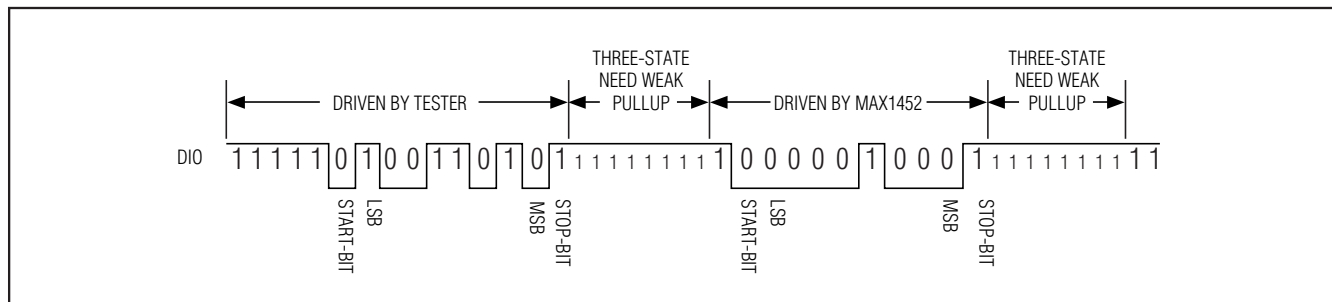 THREE-STATE
NEED WEAK
PULLUP
THREE-STATE
NEED WEAK
PULLUP
DRIVEN BY TESTER
DRIVEN BY MAX1452
DIO
1 1 1 1 1 0 1 0 0 1 1 0 1 0 1 1 1 1 1 1 1 1 1 1 0 0 0 0 0 1 0 0 0 1 1 1 1 1 1 1 1 1 1 1
START-BIT
LSB
MSB
STOP-BIT
START-BIT
LSB
MSB
STOP-BIT